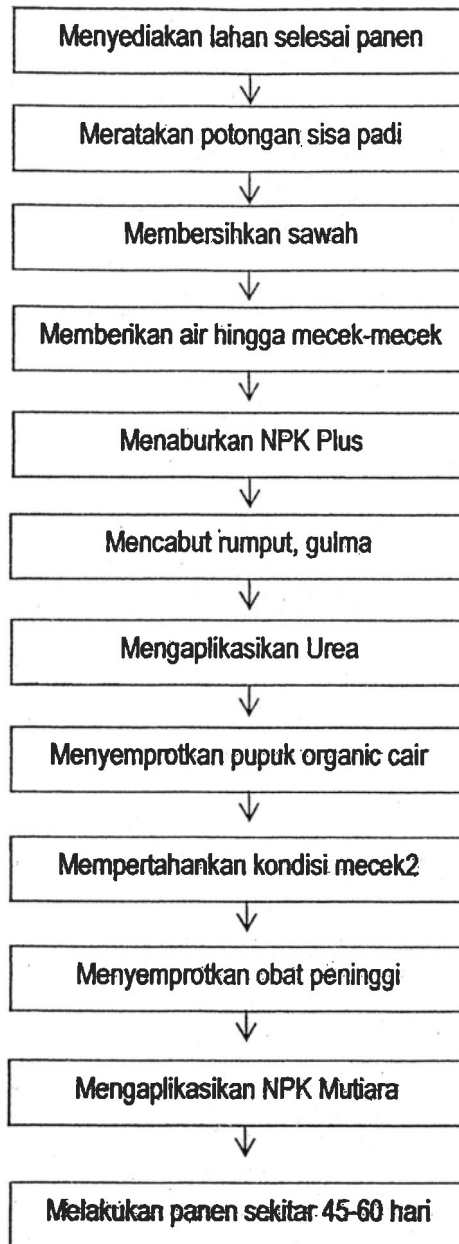 Menyediakan lahan selesai panen
Meratakan potongan sisa padi
Membersihkan sawah
Memberikan air hingga mecek-mecek
Menaburkan NPK Plus
Mencabut rumput, gulma
Mengaplikasikan Urea
Menyemprotkan pupuk organic cair
Mempertahankan kondisi mecek2
Menyemprotkan obat peninggi
Mengaplikasikan NPK Mutiara
Melakukan panen sekitar 45-60 hari